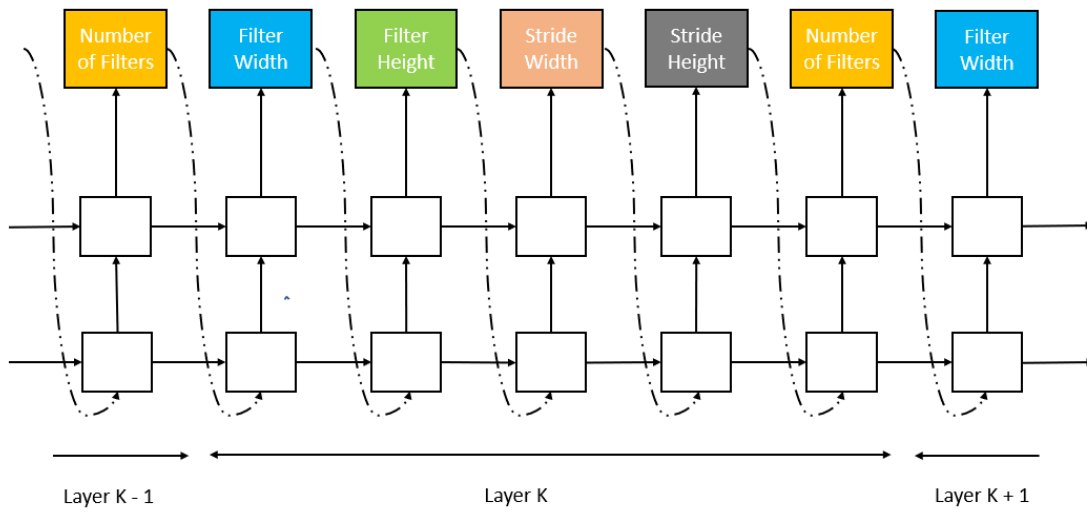 Number
of Filters
Filter
Width
Filter
Height
Stride
Width
Stride
Height
Number
of Filters
Filter
Width
Layer K - 1
Layer K
Layer K + 1